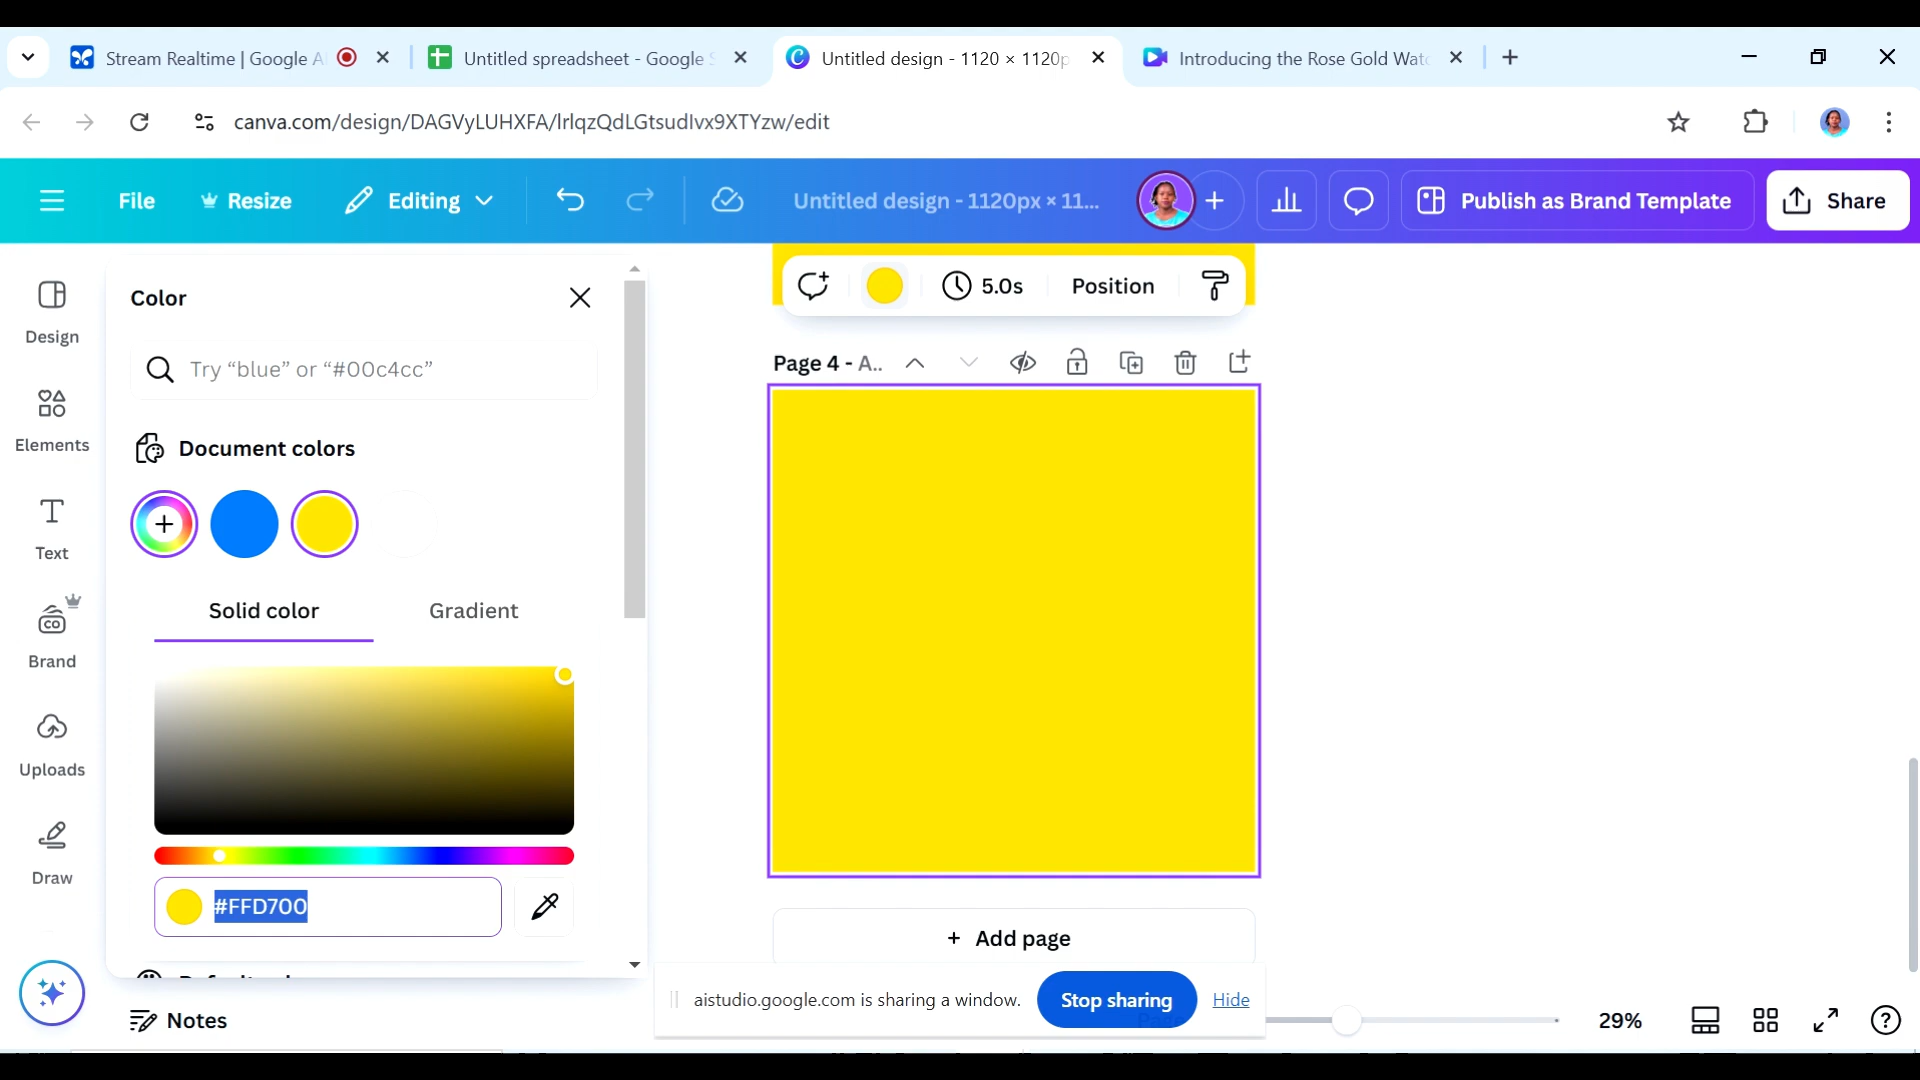 Stream Realtime | Google A
Untitled spreadsheet - Google S
Untitled design - 1120 × 1120p
Introducing the Rose Gold Watc
canva.com/design/DAGVyLUHXFA/lrlqzQdLGtsudlvx9XTYzw/edit
File
Resize
Editing
Untitled design - 1120px × 11...
Publish as Brand Template
Share
Design
Elements
Text
Brand
Uploads
Draw
Color
Try “blue” or “#00c4cc”
Document colors
Solid color
Gradient
#FFD700
Notes
5.0s
Position
Page 4 - A..
+ Add page
aistudio.google.com is sharing a window.
Stop sharing
Hide
29%